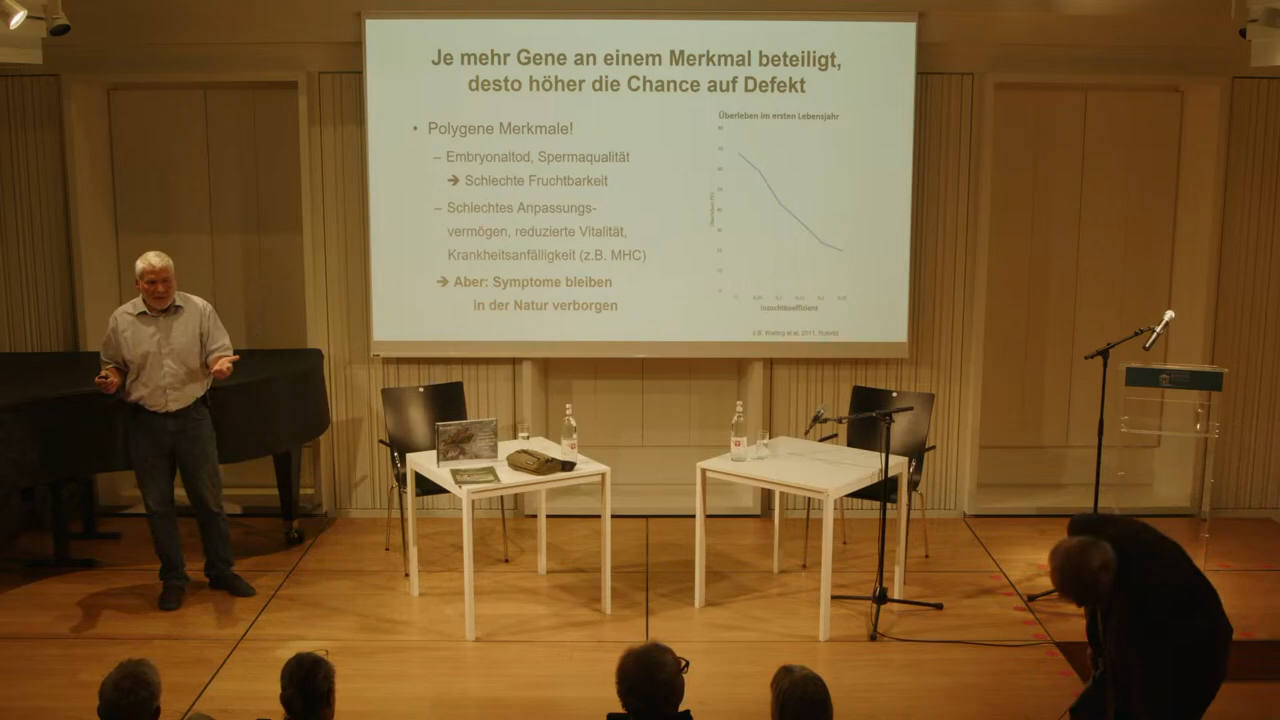 Je mehr Gene an einem Merkmal beteiligt,
desto höher die Chance auf Defekt
• Polygene Merkmale!
– Embryonaltod, Spermaqualität
➔ Schlechte Fruchtbarkeit
– Schlechtes Anpassungs-
vermögen, reduzierte Vitalität,
Krankheitsanfälligkeit (z.B. MHC)
➔ Aber: Symptome bleiben
in der Natur verborgen
Überleben im ersten Lebensjahr
Inzuchtkoeffizient